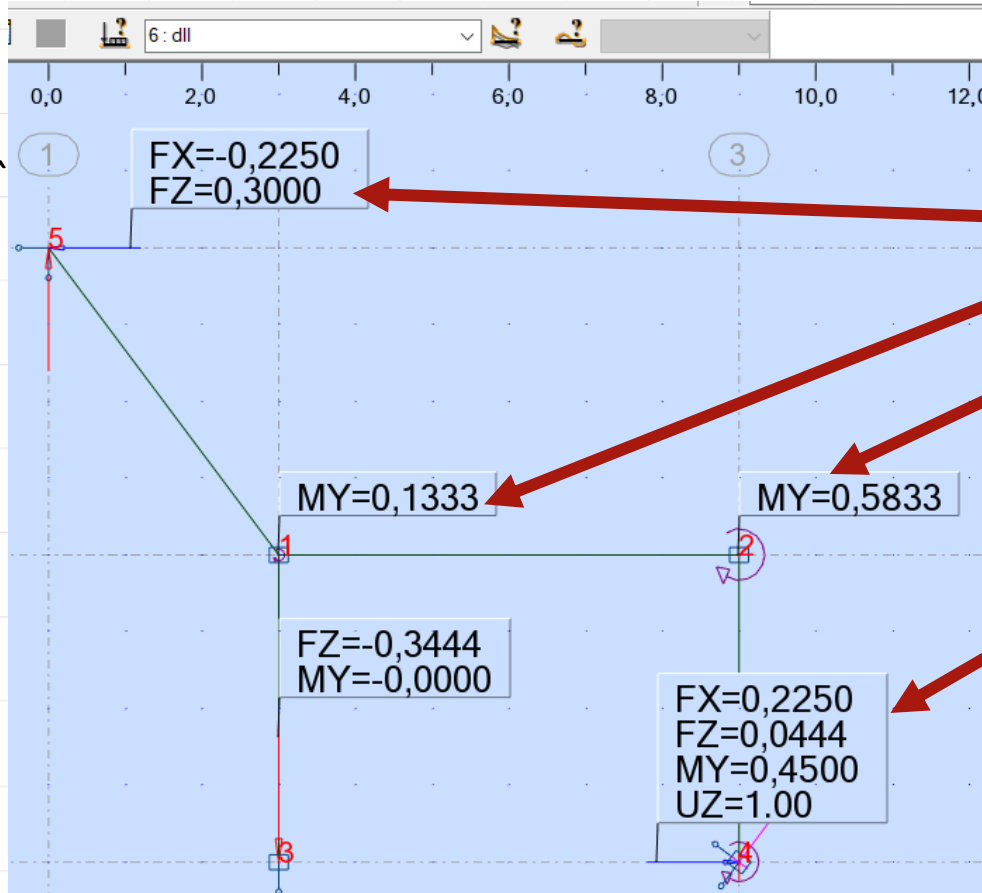 6 : dll
0,0 2,0 4,0 6,0 8,0 10,0 12,0
1
3
FX=-0,2250
FZ=0,3000
5
MY=0,1333
MY=0,5833
1
2
FZ=-0,3444
MY=-0,0000
FX=0,2250
FZ=0,0444
MY=0,4500
UZ=1.00
3
4